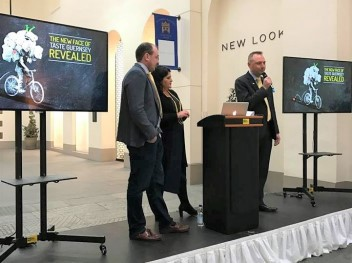 THE NEW FACE OF
TASTE GUERNSEY
REVEALED
NEW LOOK
THE NEW FACE OF
TASTE GUERNSEY
REVEALED